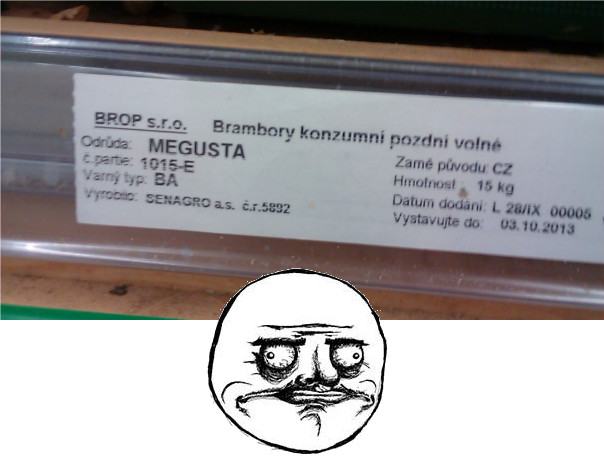 BROP s.r.o. Brambory konzumní pozdní volné
Odrůda: MEGUSTA
č.partie: 1015-E
Varný typ: BA
Vyrobilo: SENAGRO a.s. č.r.5892
Země původu: CZ
Hmotnost 15 kg
Datum dodání: L 28/IX 00005
Vystavujte do: 03.10.2013